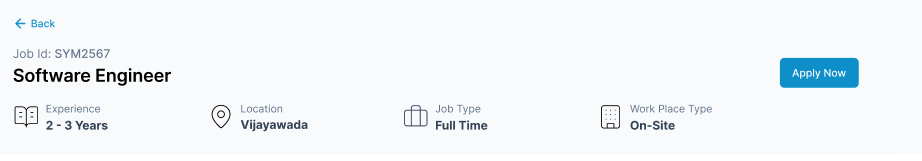 Back
Job Id: SYM2567
Software Engineer
Apply Now
Experience
2 - 3 Years
Location
Vijayawada
Job Type
Full Time
Work Place Type
On-Site